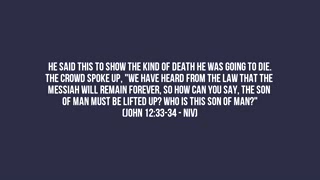 HE SAID THIS TO SHOW THE KIND OF DEATH HE WAS GOING TO DIE.
THE CROWD SPOKE UP, "WE HAVE HEARD FROM THE LAW THAT THE
MESSIAH WILL REMAIN FOREVER, SO HOW CAN YOU SAY, THE SON
OF MAN MUST BE LIFTED UP? WHO IS THIS SON OF MAN?"
(JOHN 12:33-34 - NIV)